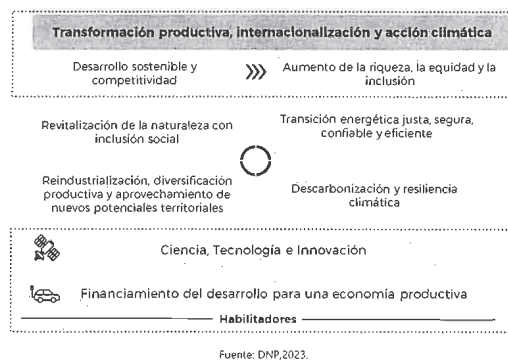 Transformación productiva, internacionalización y acción climática
Desarrollo sostenible y
competitividad
Aumento de la riqueza, la equidad y la
inclusión
Revitalización de la naturaleza con
inclusión social
Transición energética justa, segura,
confiable y eficiente
Reindustrialización, diversificación
productiva y aprovechamiento de
nuevos potenciales territoriales
Descarbonización y resiliencia
climática
Ciencia, Tecnología e Innovación
Financiamiento del desarrollo para una economía productiva
Habilitadores
Fuente: DNP,2023.